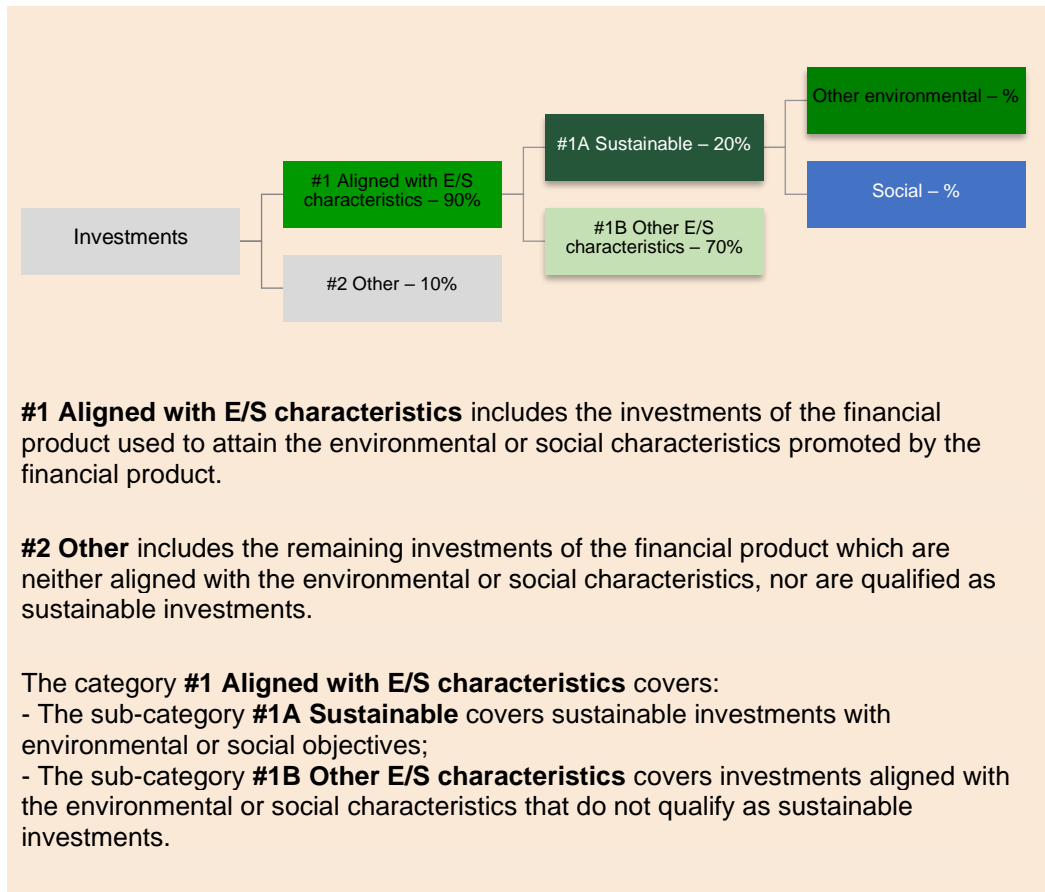 Other environmental – %
#1A Sustainable – 20%
#1 Aligned with E/S
characteristics – 90%
Social – %
Investments
#1B Other E/S
characteristics – 70%
#2 Other – 10%
#1 Aligned with E/S characteristics includes the investments of the financial
product used to attain the environmental or social characteristics promoted by the
financial product.
#2 Other includes the remaining investments of the financial product which are
neither aligned with the environmental or social characteristics, nor are qualified as
sustainable investments.
The category #1 Aligned with E/S characteristics covers:
- The sub-category #1A Sustainable covers sustainable investments with
environmental or social objectives;
- The sub-category #1B Other E/S characteristics covers investments aligned with
the environmental or social characteristics that do not qualify as sustainable
investments.